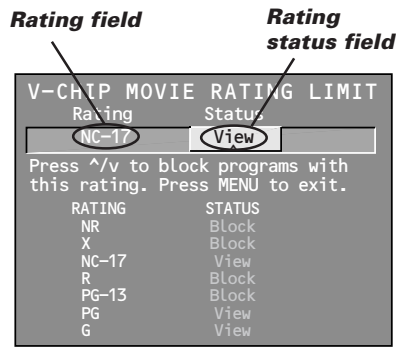 Rating field
Rating
status field
V-CHIP MOVIE RATING LIMIT
Rating Status
NC-17 View
Press ^/v to block programs with
this rating. Press MENU to exit.
RATING STATUS
NR Block
X Block
NC-17 View
R Block
PG-13 Block
PG View
G View